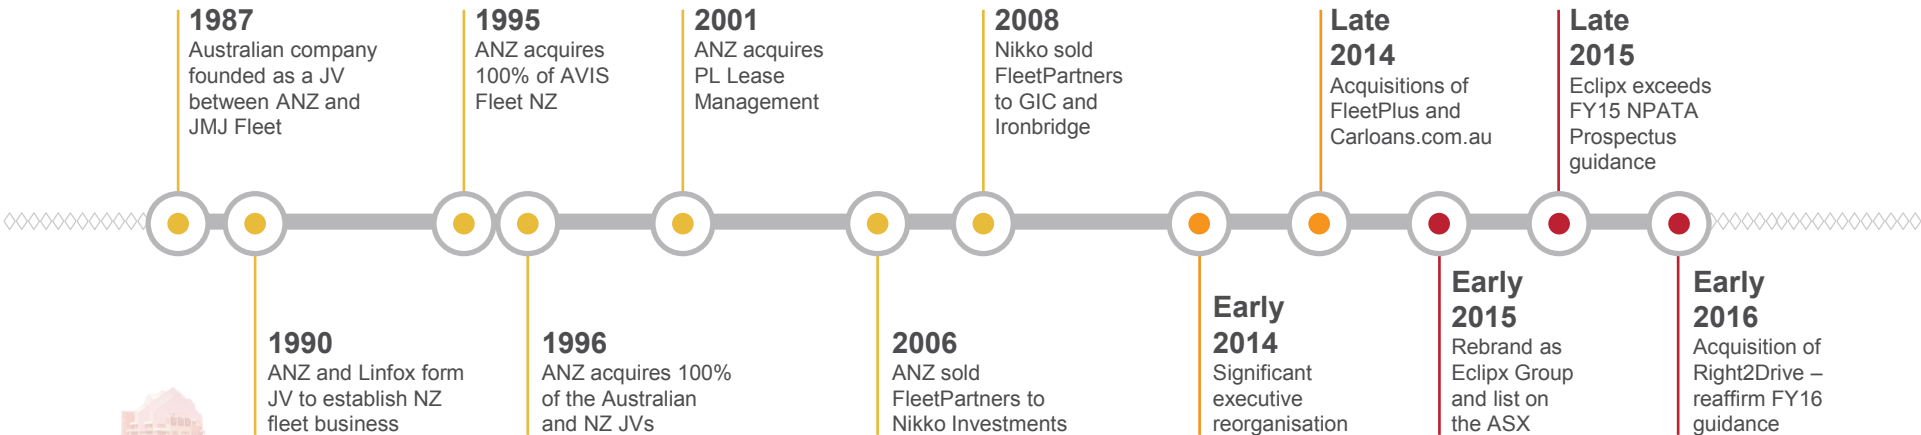 1987
Australian company
founded as a JV
between ANZ and
JMJ Fleet
1995
ANZ acquires
100% of AVIS
Fleet NZ
2001
ANZ acquires
PL Lease
Management
2008
Nikko sold
FleetPartners
to GIC and
Ironbridge
Late
2014
Acquisitions of
FleetPlus and
Carloans.com.au
Late
2015
Eclipx exceeds
FY15 NPATA
Prospectus
guidance
1990
ANZ and Linfox form
JV to establish NZ
fleet business
1996
ANZ acquires 100%
of the Australian
and NZ JVs
2006
ANZ sold
FleetPartners to
Nikko Investments
Early
2014
Significant
executive
reorganisation
Early
2015
Rebrand as
Eclipx Group
and list on
the ASX
Early
2016
Acquisition of
Right2Drive –
reaffirm FY16
guidance